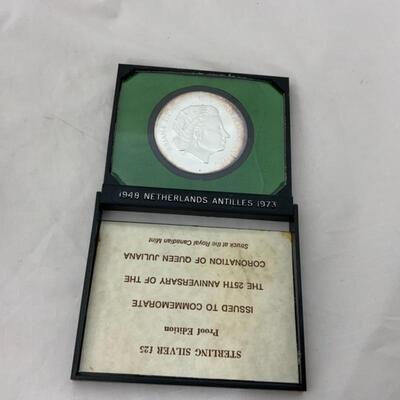 1948 NETHERLANDS ANTILLES 1973
STERLING SILVER f25
Proof Edition
ISSUED TO COMMEMORATE
THE 25TH ANNIVERSARY OF THE
CORONATION OF QUEEN JULIANA
Struck at the Royal Canadian Mint